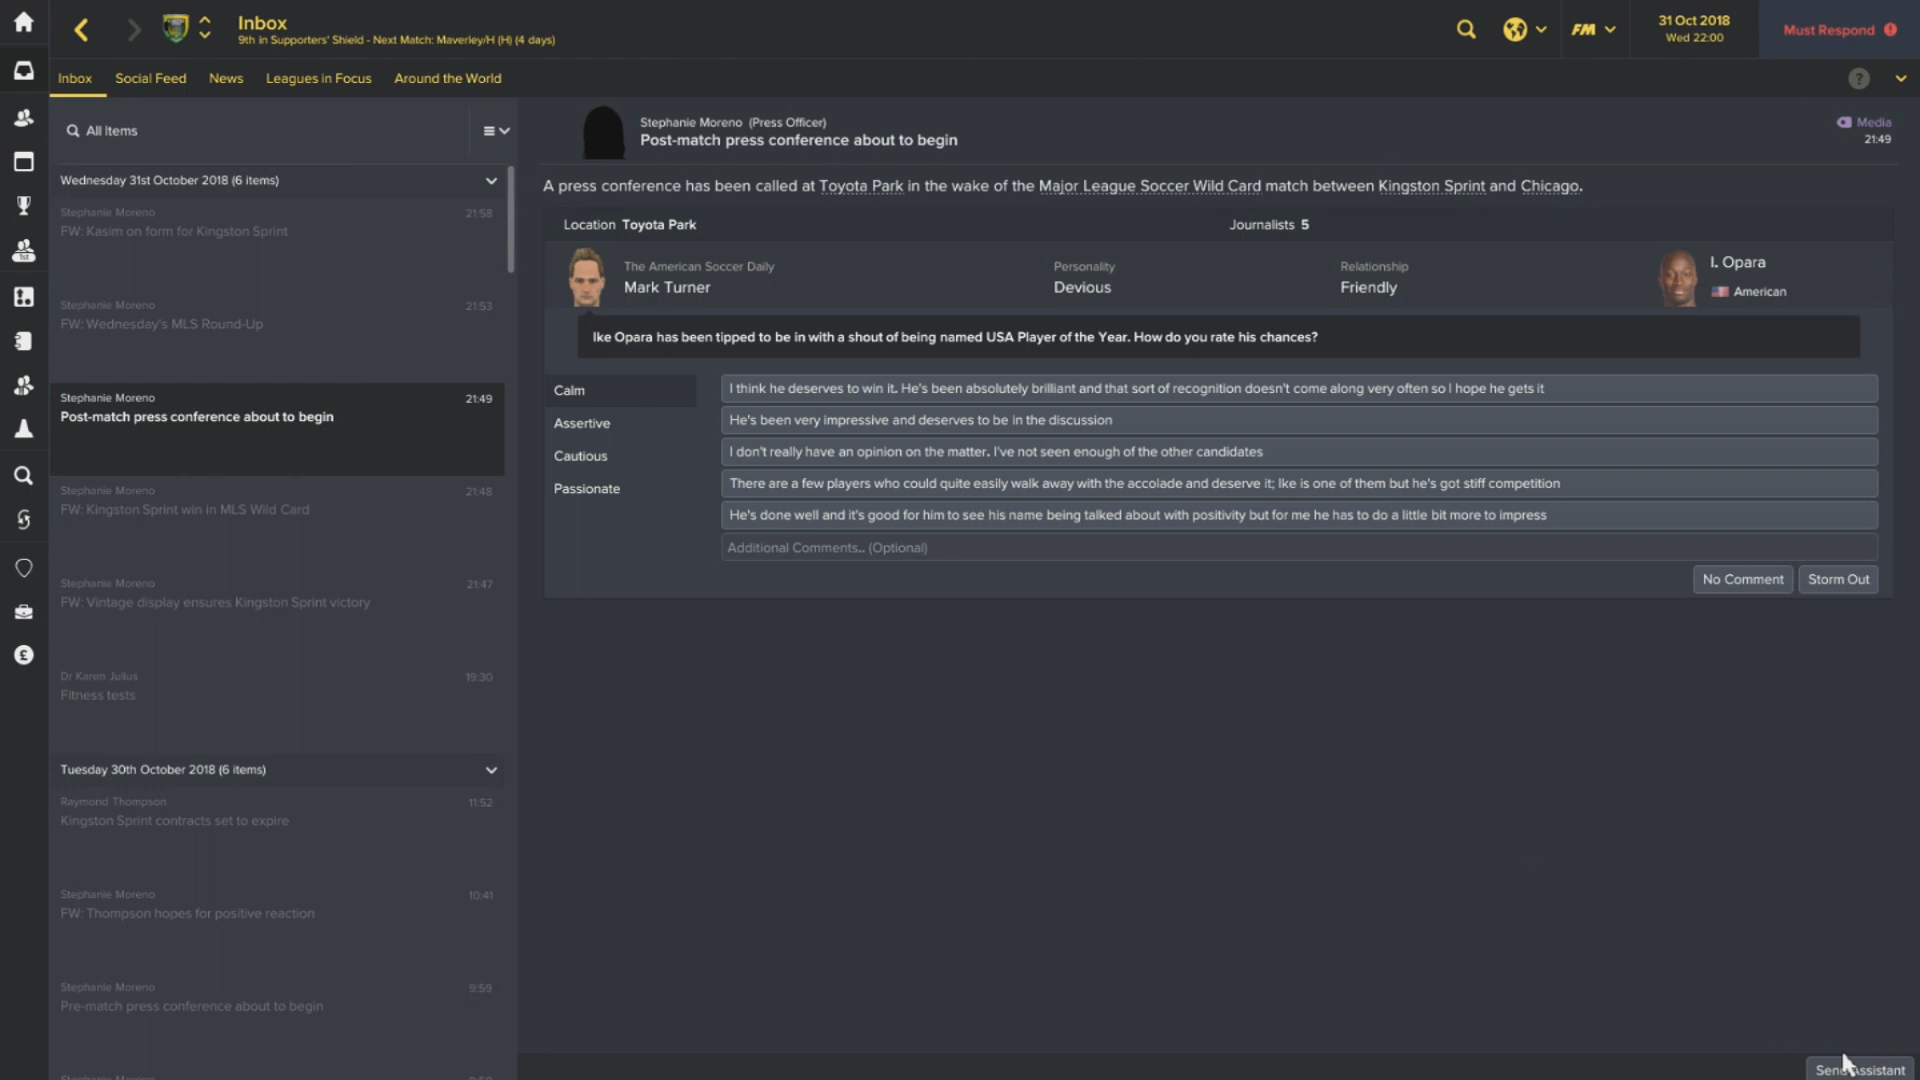 Inbox
9th in Supporters' Shield - Next Match: Maverley/H (H) (4 days)
FM
31 Oct 2018
Wed 22:00
Must Respond
Inbox
Social Feed
News
Leagues in Focus
Around the World
?
All Items
Wednesday 31st October 2018 (6 items)
Stephanie Moreno 21:58
FW: Kasim on form for Kingston Sprint
Stephanie Moreno 21:53
FW: Wednesday's MLS Round-Up
Stephanie Moreno 21:49
Post-match press conference about to begin
Stephanie Moreno 21:48
FW: Kingston Sprint win in MLS Wild Card
Stephanie Moreno 21:47
FW: Vintage display ensures Kingston Sprint victory
Dr Karen Julius 19:30
Fitness tests
Tuesday 30th October 2018 (6 items)
Raymond Thompson 11:52
Kingston Sprint contracts set to expire
Stephanie Moreno 10:41
FW: Thompson hopes for positive reaction
Stephanie Moreno 9:59
Pre-match press conference about to begin
Stephanie Moreno
Stephanie Moreno (Press Officer)
Post-match press conference about to begin
Media
21:49
A press conference has been called at Toyota Park in the wake of the Major League Soccer Wild Card match between Kingston Sprint and Chicago.
Location Toyota Park
Journalists 5
The American Soccer Daily
Mark Turner
Personality
Devious
Relationship
Friendly
I. Opara
American
Ike Opara has been tipped to be in with a shout of being named USA Player of the Year. How do you rate his chances?
Calm
Assertive
Cautious
Passionate
I think he deserves to win it. He's been absolutely brilliant and that sort of recognition doesn't come along very often so I hope he gets it
He's been very impressive and deserves to be in the discussion
I don't really have an opinion on the matter. I've not seen enough of the other candidates
There are a few players who could quite easily walk away with the accolade and deserve it; Ike is one of them but he's got stiff competition
He's done well and it's good for him to see his name being talked about with positivity but for me he has to do a little bit more to impress
Additional Comments.. (Optional)
No Comment
Storm Out
Send Assistant